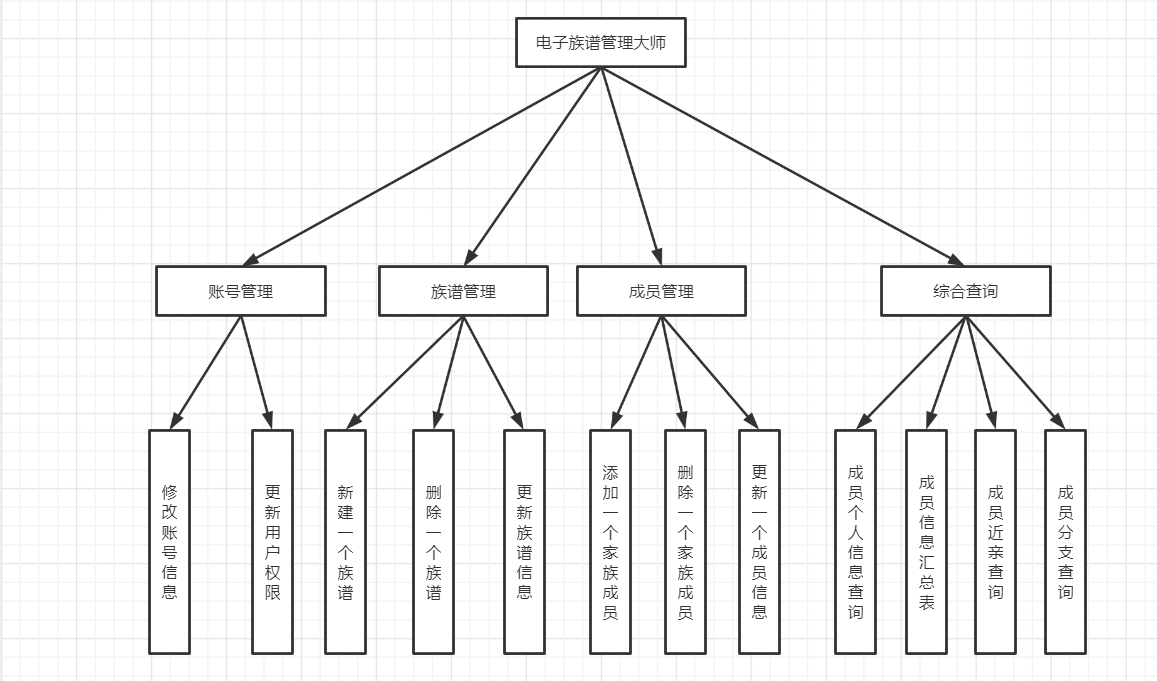 电子族谱管理大师
账号管理
族谱管理
成员管理
综合查询
修改账号信息
更新用户权限
新建一个族谱
删除一个族谱
更新族谱信息
添加一个家族成员
删除一个家族成员
更新一个成员信息
成员个人信息查询
成员信息汇总表
成员近亲查询
成员分支查询